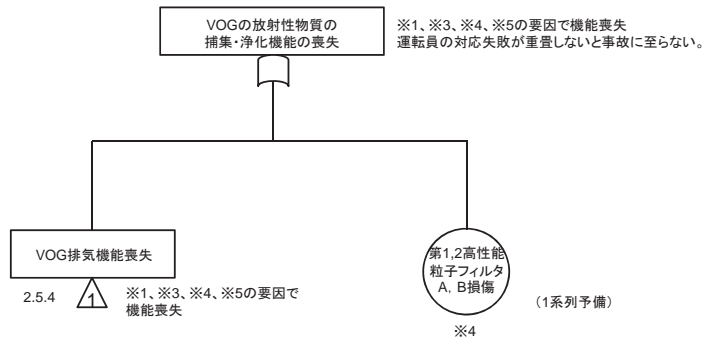 VOGの放射性物質の
捕集・浄化機能の喪失
※1、※3、※4、※5の要因で機能喪失
運転員の対応失敗が重畳しないと事故に至らない。
VOG排気機能喪失
2.5.4
1
※1、※3、※4、※5の要因で
機能喪失
第1,2高性能
粒子フィルタ
A, B損傷
(1系列予備)
※4